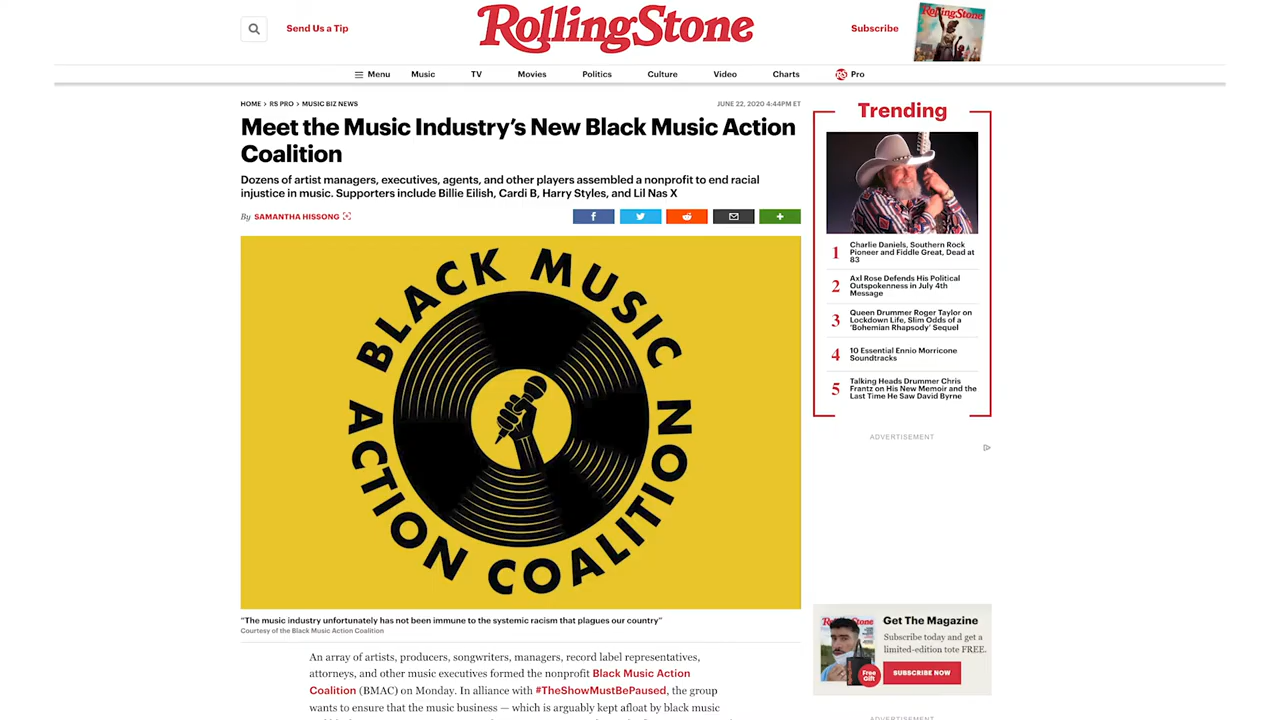 Send Us a Tip
RollingStone
Subscribe
RollingStone
Menu
Music
TV
Movies
Politics
Culture
Video
Charts
RS Pro
HOME > RS PRO > MUSIC BIZ NEWS
JUNE 22, 2020 4:44PM ET
Meet the Music Industry's New Black Music Action
Coalition
Dozens of artist managers, executives, agents, and other players assembled a nonprofit to end racial
injustice in music. Supporters include Billie Eilish, Cardi B, Harry Styles, and Lil Nas X
By SAMANTHA HISSONG
BLACK MUSIC
ACTION COALITION
"The music industry unfortunately has not been immune to the systemic racism that plagues our country"
Courtesy of the Black Music Action Coalition
An array of artists, producers, songwriters, managers, record label representatives,
attorneys, and other music executives formed the nonprofit Black Music Action
Coalition (BMAC) on Monday. In alliance with #TheShowMustBePaused, the group
wants to ensure that the music business — which is arguably kept afloat by black music
Trending
1 Charlie Daniels, Southern Rock
Pioneer and Fiddle Great, Dead at
83
2 Axl Rose Defends His Political
Outspokenness in July 4th
Message
3 Queen Drummer Roger Taylor on
Lockdown Life, Slim Odds of a
'Bohemian Rhapsody' Sequel
4 10 Essential Ennio Morricone
Soundtracks
5 Talking Heads Drummer Chris
Frantz on His New Memoir and the
Last Time He Saw David Byrne
ADVERTISEMENT
RollingStone
Free
Gift
Get The Magazine
Subscribe today and get a
limited-edition tote FREE.
SUBSCRIBE NOW
ADVERTISEMENT